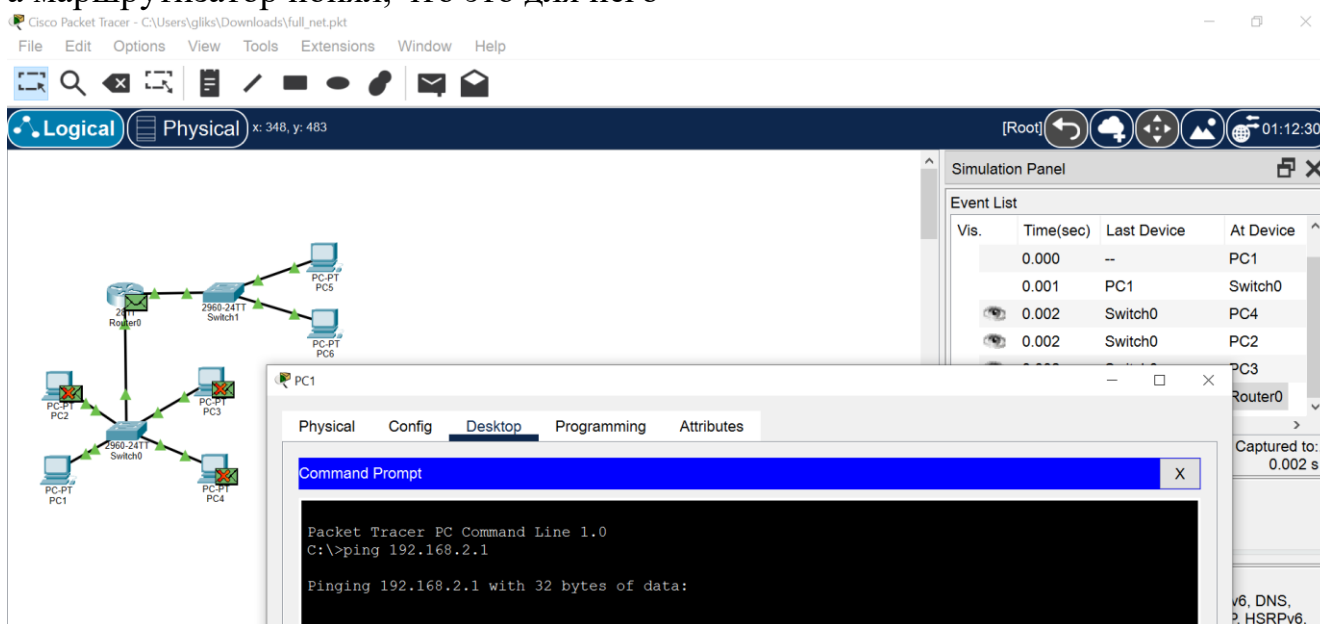 а маршрутизатор понял, что это для него
Cisco Packet Tracer - C:\Users\gliks\Downloads\full_net.pkt
File Edit Options View Tools Extensions Window Help
Logical Physical x: 348, y: 483 [Root] 01:12:30
Simulation Panel
Event List
Vis. Time(sec) Last Device At Device
0.000 -- PC1
0.001 PC1 Switch0
0.002 Switch0 PC4
0.002 Switch0 PC2
PC3
Router0
Captured to:
0.002 s
PC-PT
PC5
2960-24TT
Switch1
Router0
PC-PT
PC6
PC-PT
PC2
PC-PT
PC3
2960-24TT
Switch0
PC-PT
PC1
PC-PT
PC4
PC1
Physical Config Desktop Programming Attributes
Command Prompt X
Packet Tracer PC Command Line 1.0
C:\>ping 192.168.2.1
Pinging 192.168.2.1 with 32 bytes of data:
v6, DNS,
P, HSRPv6,